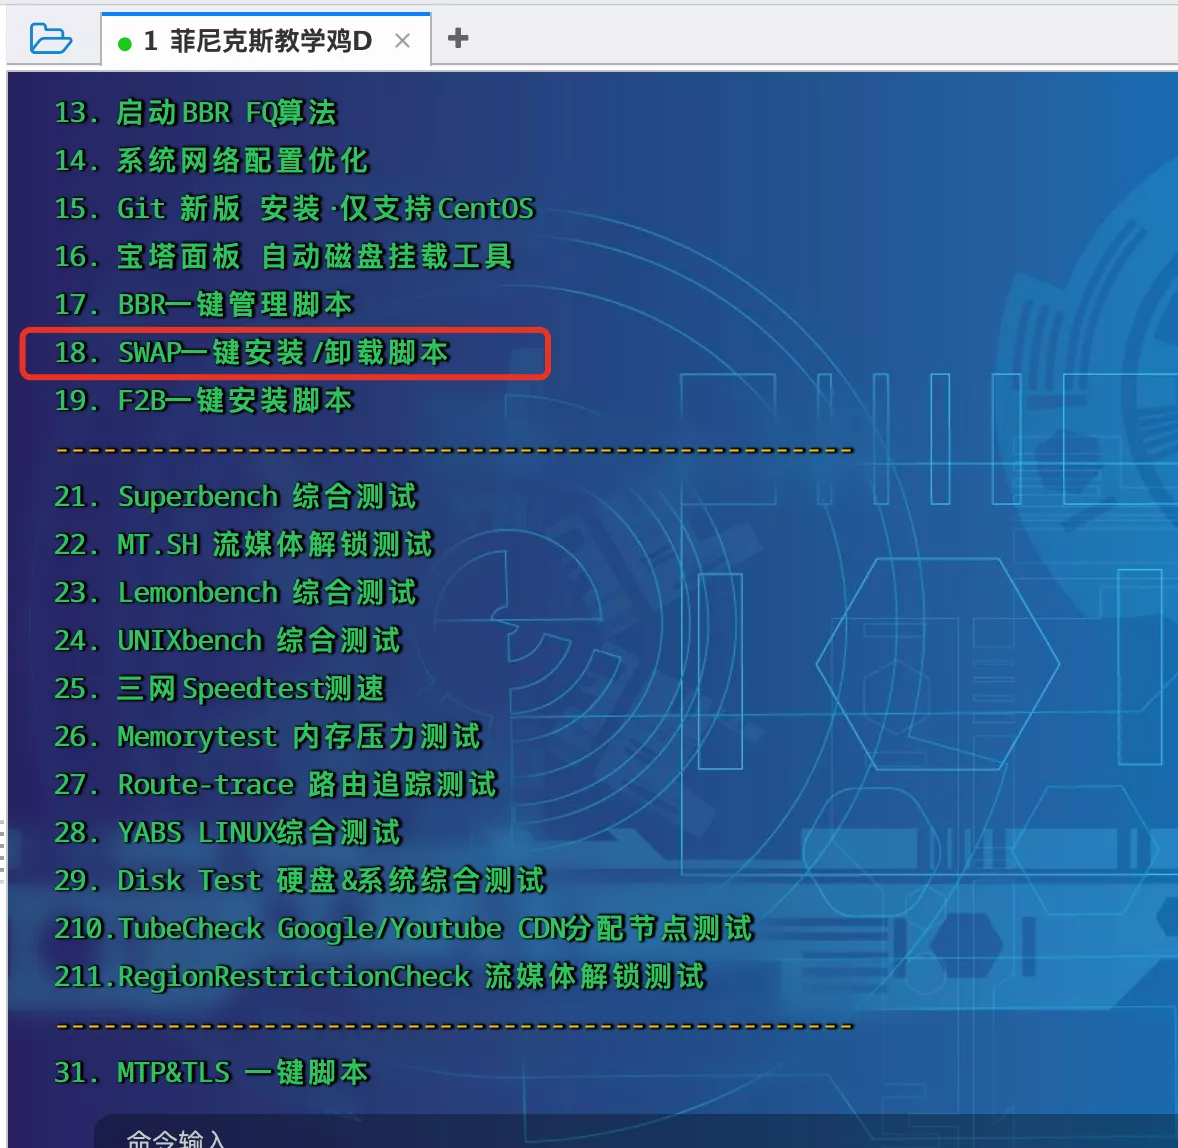 1 菲尼克斯教学鸡D × +
13. 启动BBR FQ算法
14. 系统网络配置优化
15. Git 新版 安装·仅支持CentOS
16. 宝塔面板 自动磁盘挂载工具
17. BBR一键管理脚本
18. SWAP一键安装/卸载脚本
19. F2B一键安装脚本
--------------------------------------------------
21. Superbench 综合测试
22. MT.SH 流媒体解锁测试
23. Lemonbench 综合测试
24. UNIXbench 综合测试
25. 三网Speedtest测速
26. Memorytest 内存压力测试
27. Route-trace 路由追踪测试
28. YABS LINUX综合测试
29. Disk Test 硬盘&系统综合测试
210.TubeCheck Google/Youtube CDN分配节点测试
211.RegionRestrictionCheck 流媒体解锁测试
--------------------------------------------------
31. MTP&TLS 一键脚本
命令输入